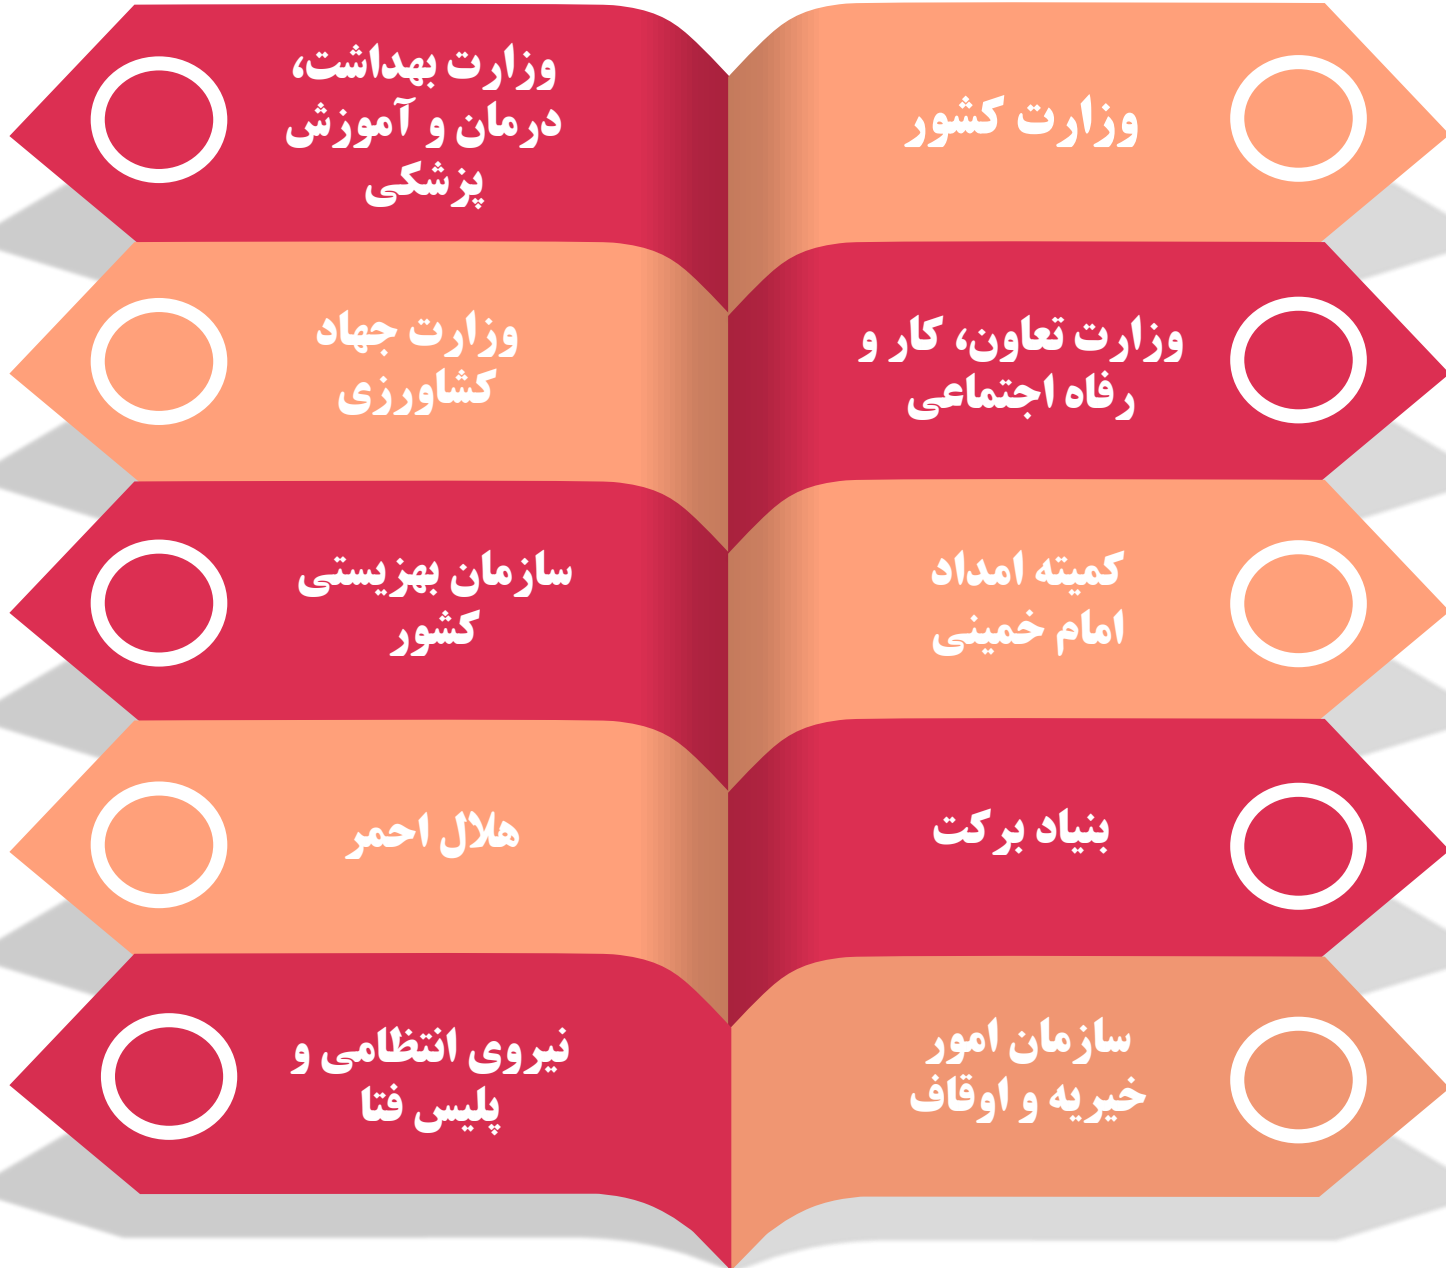 وزارت کشور
وزارت بهداشت،
درمان و آموزش
پزشکی
وزارت تعاون، کار و
رفاه اجتماعی
وزارت جهاد
کشاورزی
کمیته امداد
امام خمینی
سازمان بهزیستی
کشور
بنیاد برکت
هلال احمر
سازمان امور
خیریه و اوقاف
نیروی انتظامی و
پلیس فتا